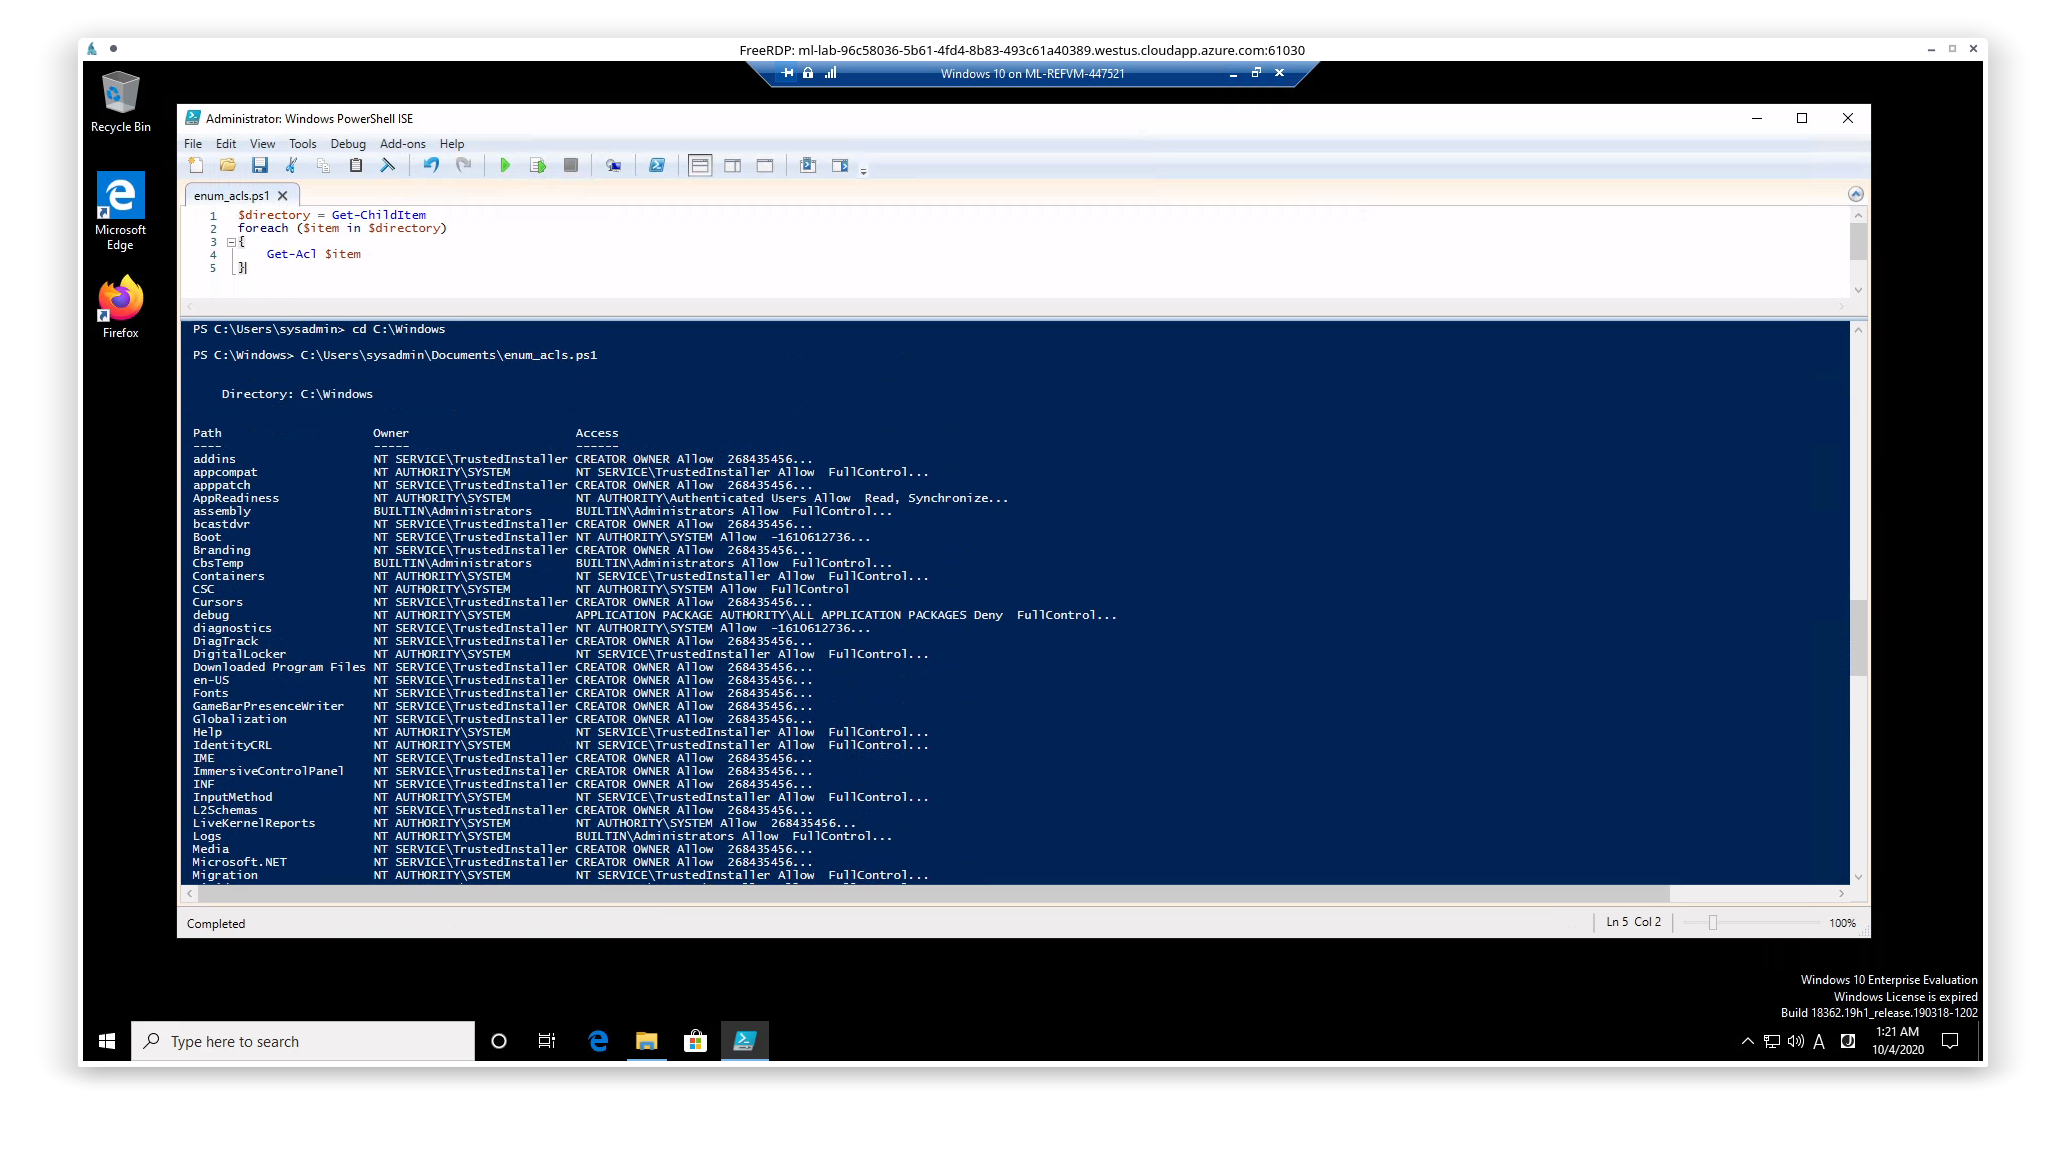 FreeRDP: ml-lab-96c58036-5b61-4fd4-8b83-493c61a40389.westus.cloudapp.azure.com:61030
Windows 10 on ML-REFVM-447521
Recycle Bin
Microsoft
Edge
Firefox
Administrator: Windows PowerShell ISE
File Edit View Tools Debug Add-ons Help
enum_acls.ps1
1 $directory = Get-ChildItem
2 foreach ($item in $directory)
3 {
4 Get-Acl $item
5 }
PS C:\Users\sysadmin> cd C:\Windows
PS C:\Windows> C:\Users\sysadmin\Documents\enum_acls.ps1
Directory: C:\Windows
Path Owner Access
---- ----- ------
addins NT SERVICE\TrustedInstaller CREATOR OWNER Allow 268435456...
appcompat NT AUTHORITY\SYSTEM NT SERVICE\TrustedInstaller Allow FullControl...
apppatch NT SERVICE\TrustedInstaller CREATOR OWNER Allow 268435456...
AppReadiness NT AUTHORITY\SYSTEM NT AUTHORITY\Authenticated Users Allow Read, Synchronize...
assembly BUILTIN\Administrators BUILTIN\Administrators Allow FullControl...
bcastdvr NT SERVICE\TrustedInstaller CREATOR OWNER Allow 268435456...
Boot NT SERVICE\TrustedInstaller NT AUTHORITY\SYSTEM Allow -1610612736...
Branding NT SERVICE\TrustedInstaller CREATOR OWNER Allow 268435456...
CbsTemp BUILTIN\Administrators BUILTIN\Administrators Allow FullControl...
Containers NT AUTHORITY\SYSTEM NT SERVICE\TrustedInstaller Allow FullControl...
CSC NT AUTHORITY\SYSTEM NT AUTHORITY\SYSTEM Allow FullControl
Cursors NT SERVICE\TrustedInstaller CREATOR OWNER Allow 268435456...
debug NT AUTHORITY\SYSTEM APPLICATION PACKAGE AUTHORITY\ALL APPLICATION PACKAGES Deny FullControl...
diagnostics NT SERVICE\TrustedInstaller NT AUTHORITY\SYSTEM Allow -1610612736...
DiagTrack NT SERVICE\TrustedInstaller CREATOR OWNER Allow 268435456...
DigitalLocker NT AUTHORITY\SYSTEM NT SERVICE\TrustedInstaller Allow FullControl...
Downloaded Program Files NT SERVICE\TrustedInstaller CREATOR OWNER Allow 268435456...
en-US NT SERVICE\TrustedInstaller CREATOR OWNER Allow 268435456...
Fonts NT SERVICE\TrustedInstaller CREATOR OWNER Allow 268435456...
GameBarPresenceWriter NT SERVICE\TrustedInstaller CREATOR OWNER Allow 268435456...
Globalization NT SERVICE\TrustedInstaller CREATOR OWNER Allow 268435456...
Help NT AUTHORITY\SYSTEM NT SERVICE\TrustedInstaller Allow FullControl...
IdentityCRL NT AUTHORITY\SYSTEM NT SERVICE\TrustedInstaller Allow FullControl...
IME NT SERVICE\TrustedInstaller CREATOR OWNER Allow 268435456...
ImmersiveControlPanel NT SERVICE\TrustedInstaller CREATOR OWNER Allow 268435456...
INF NT SERVICE\TrustedInstaller CREATOR OWNER Allow 268435456...
InputMethod NT AUTHORITY\SYSTEM NT SERVICE\TrustedInstaller Allow FullControl...
L2Schemas NT SERVICE\TrustedInstaller CREATOR OWNER Allow 268435456...
LiveKernelReports NT AUTHORITY\SYSTEM NT AUTHORITY\SYSTEM Allow 268435456...
Logs NT AUTHORITY\SYSTEM BUILTIN\Administrators Allow FullControl...
Media NT SERVICE\TrustedInstaller CREATOR OWNER Allow 268435456...
Microsoft.NET NT SERVICE\TrustedInstaller CREATOR OWNER Allow 268435456...
Migration NT AUTHORITY\SYSTEM NT SERVICE\TrustedInstaller Allow FullControl...
Completed
Ln 5 Col 2
100%
Windows 10 Enterprise Evaluation
Windows License is expired
Build 18362.19h1_release.190318-1202
Type here to search
A
1:21 AM
10/4/2020